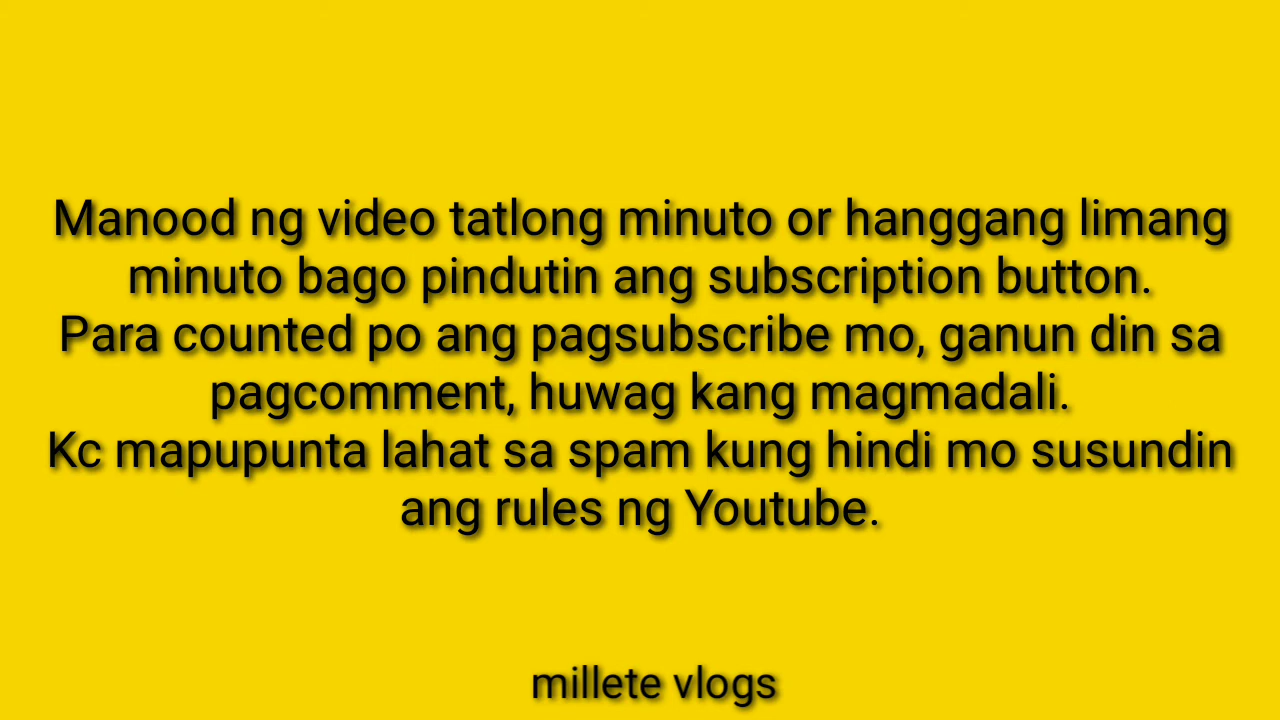 Manood ng video tatlong minuto or hanggang limang
minuto bago pindutin ang subscription button.
Para counted po ang pagsubscribe mo, ganun din sa
pagcomment, huwag kang magmadali.
Kc mapupunta lahat sa spam kung hindi mo susundin
ang rules ng Youtube.
millete vlogs